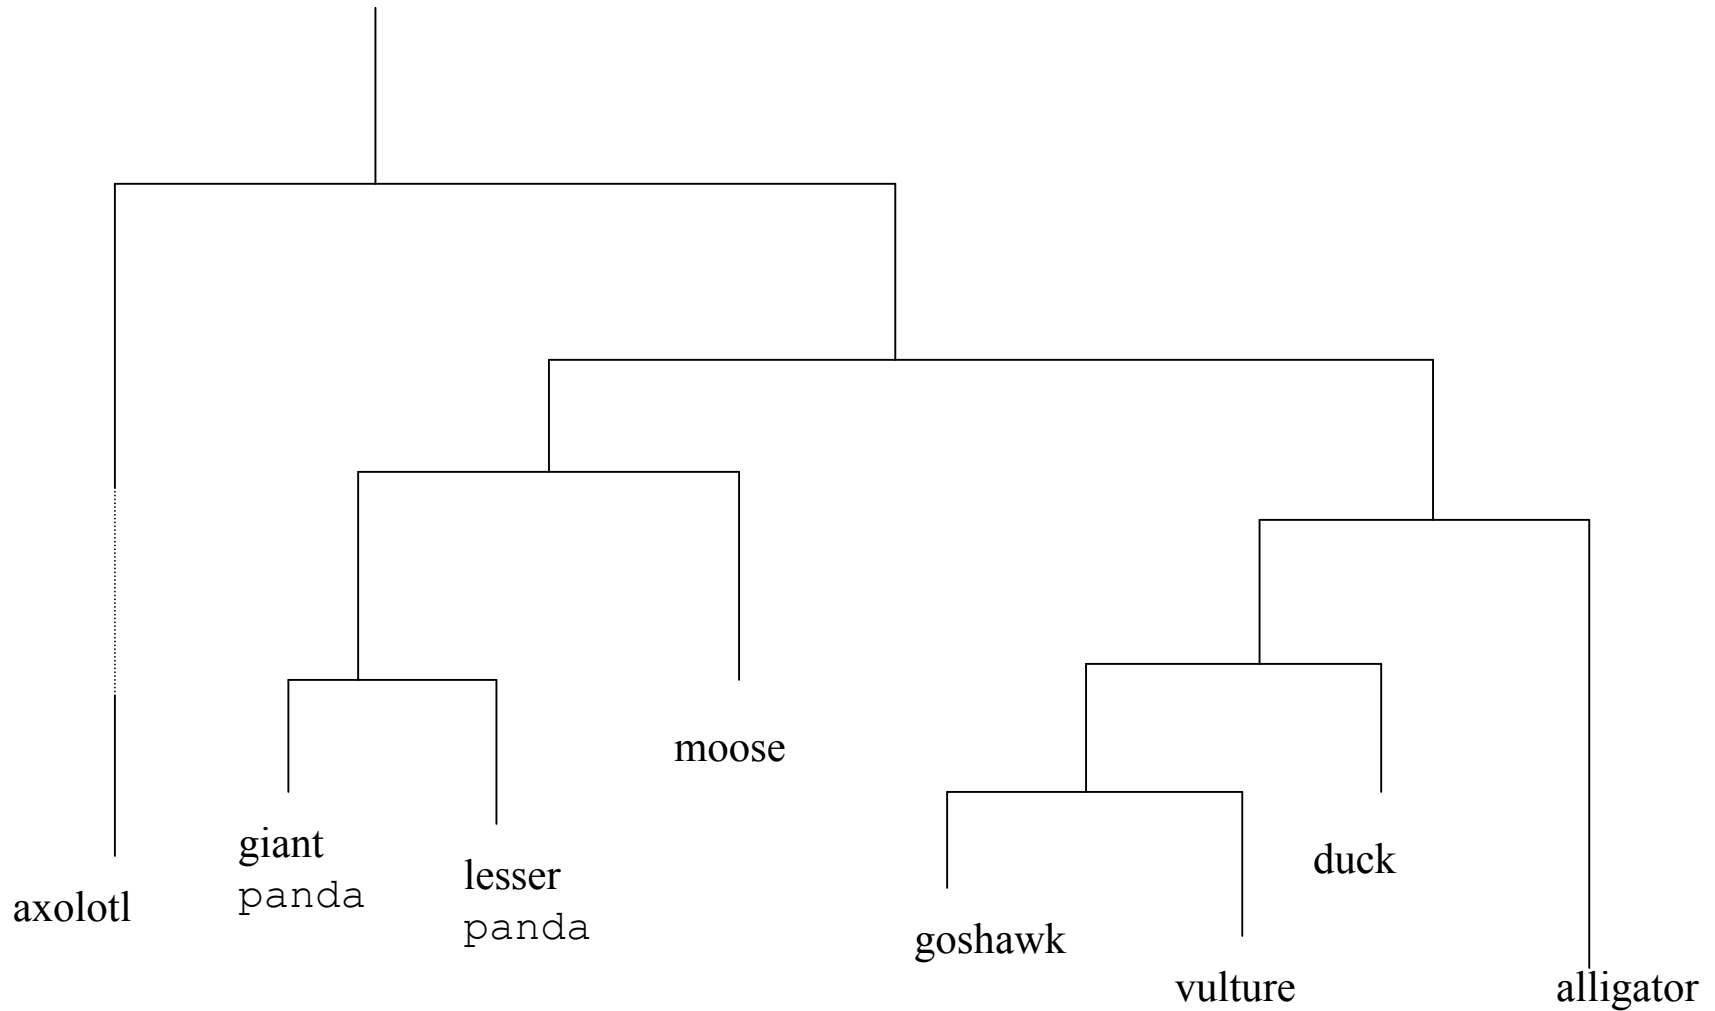 moose
giant
panda
lesser
panda
axolotl
duck
goshawk
vulture
alligator